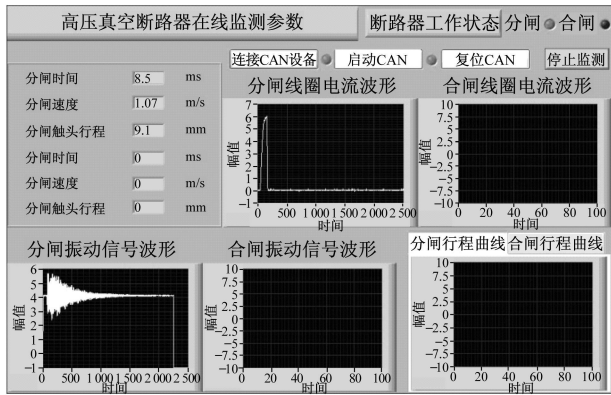 高压真空断路器在线监测参数
断路器工作状态 分闸 合闸
连接CAN设备 启动CAN 复位CAN 停止监测
分闸时间 8.5 ms
分闸速度 1.07 m/s
分闸触头行程 9.1 mm
分闸时间 0 ms
分闸速度 0 m/s
分闸触头行程 0 mm
分闸线圈电流波形
幅值
7
6
5
4
3
2
1
0
-1
0 500 1 000 1 500 2 000 2 500
时间
合闸线圈电流波形
幅值
10
7.5
5
2.5
0
-2.5
-5
-7.5
-10
0 20 40 60 80 100
时间
分闸振动信号波形
幅值
6
5
4
3
2
1
0
-1
0 500 1 000 1 500 2 000 2 500
时间
合闸振动信号波形
幅值
10
7.5
5
2.5
0
-2.5
-5
-7.5
-10
0 20 40 60 80 100
时间
分闸行程曲线 合闸行程曲线
幅值
10
7.5
5
2.5
0
-2.5
-5
-7.5
-10
0 20 40 60 80 100
时间